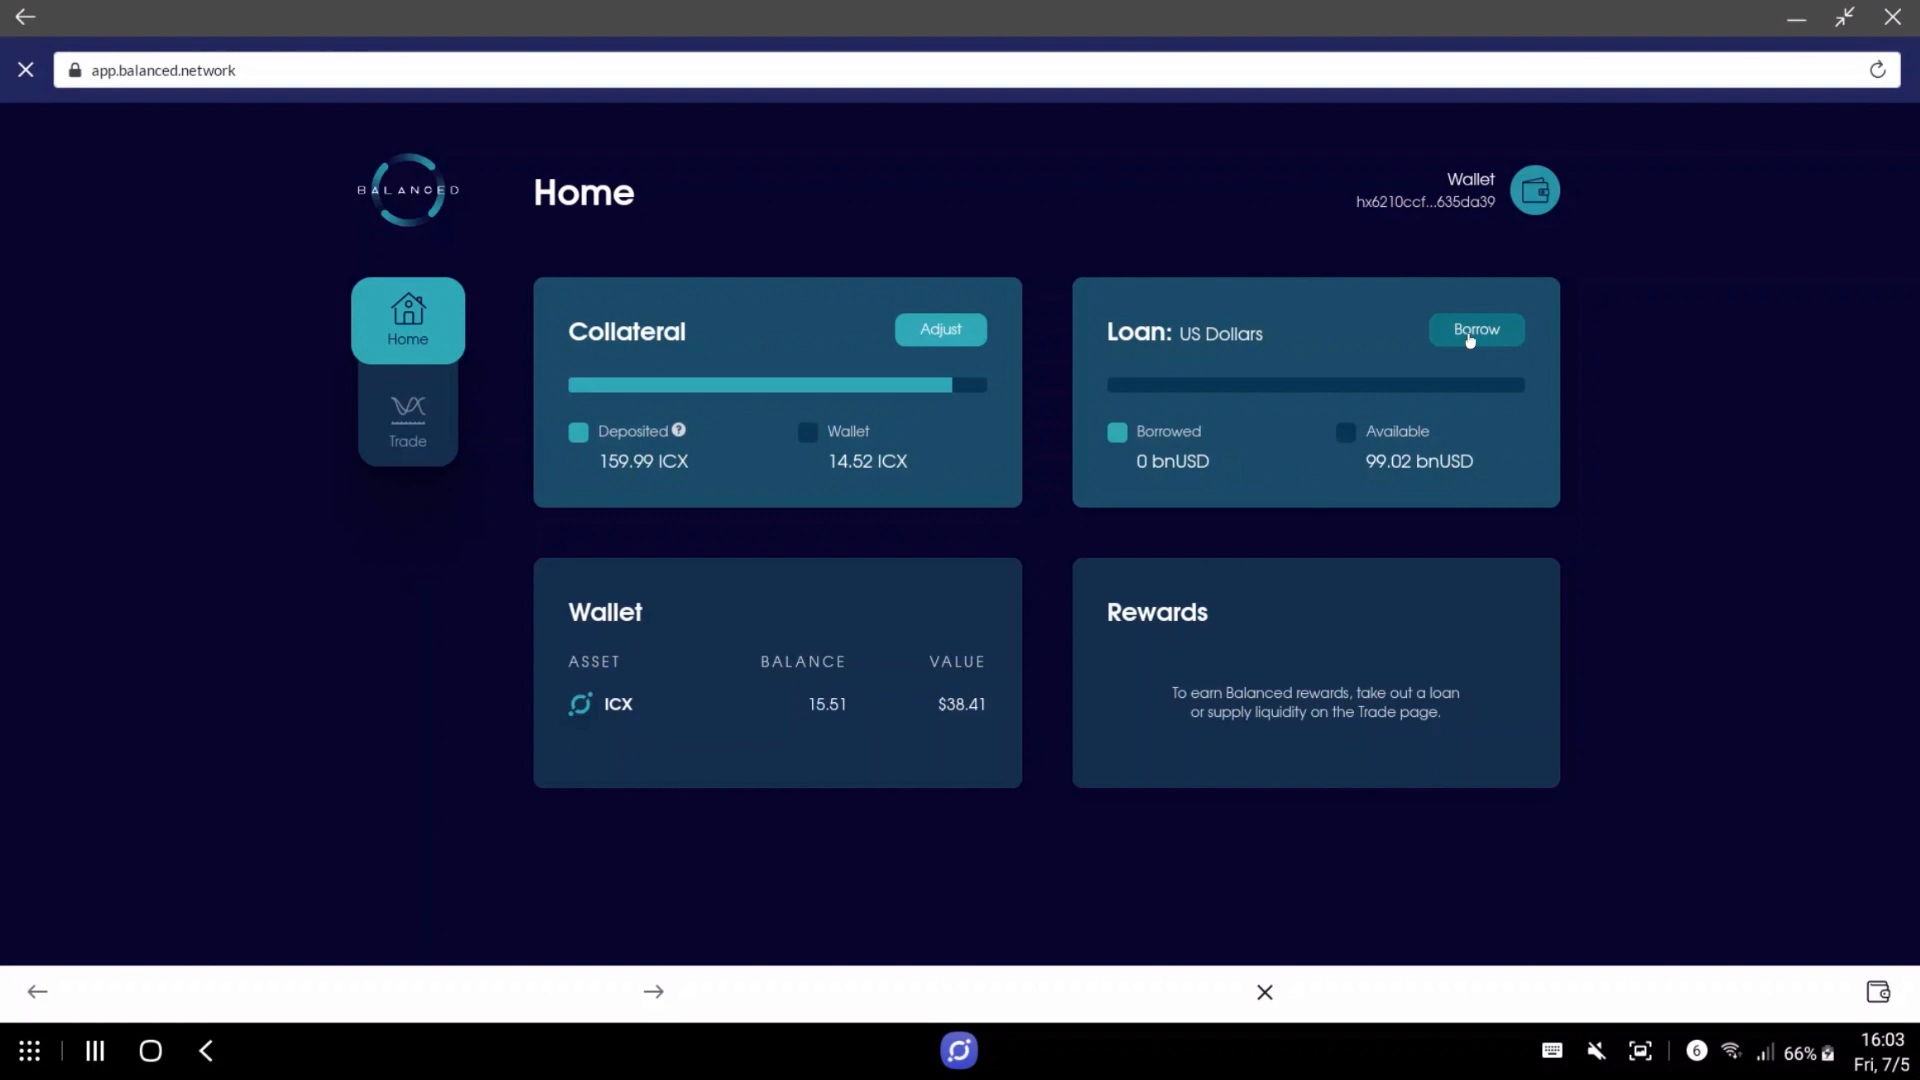 app.balanced.network
BALANCED
Home
Wallet
hx6210ccf...635da39
Home
Trade
Collateral
Adjust
Deposited ?
Wallet
159.99 ICX
14.52 ICX
Loan: US Dollars
Borrow
Borrowed
Available
0 bnUSD
99.02 bnUSD
Wallet
ASSET BALANCE VALUE
ICX 15.51 $38.41
Rewards
To earn Balanced rewards, take out a loan
or supply liquidity on the Trade page.
6
66%
16:03
Fri, 7/5